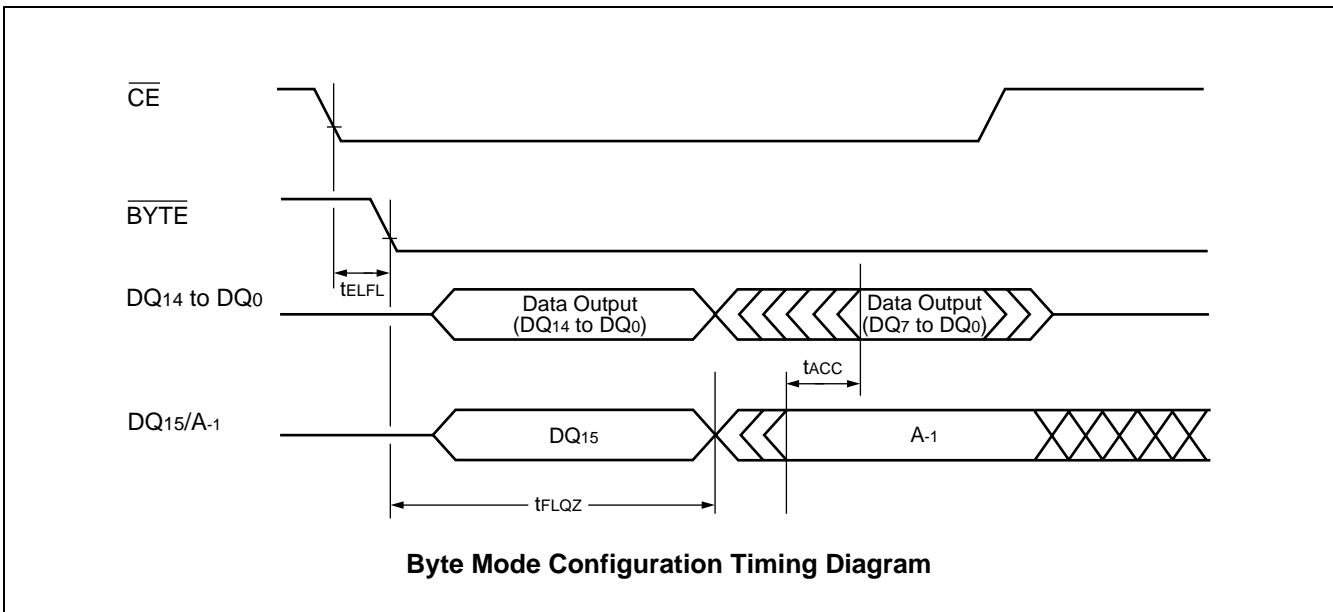 CE
BYTE
tELFL
DQ14 to DQ0
Data Output
(DQ14 to DQ0)
Data Output
(DQ7 to DQ0)
tACC
DQ15/A-1
DQ15
A-1
tFLQZ
Byte Mode Configuration Timing Diagram